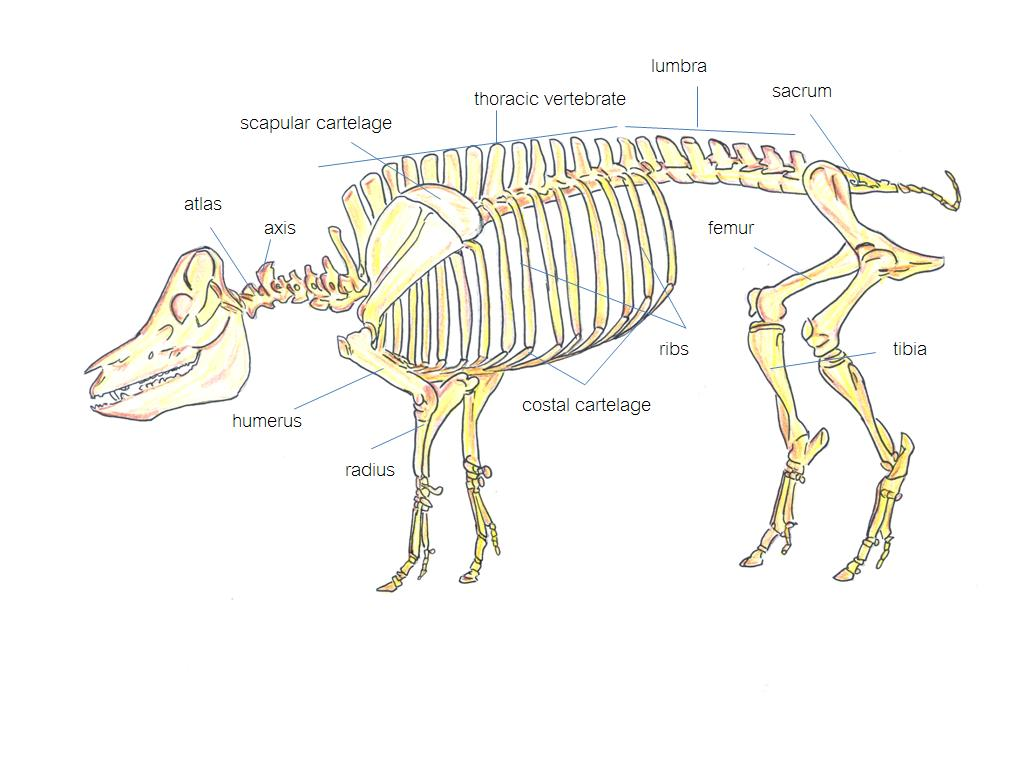 lumbra
sacrum
thoracic vertebrate
scapular cartelage
atlas
axis
femur
ribs
tibia
costal cartelage
humerus
radius